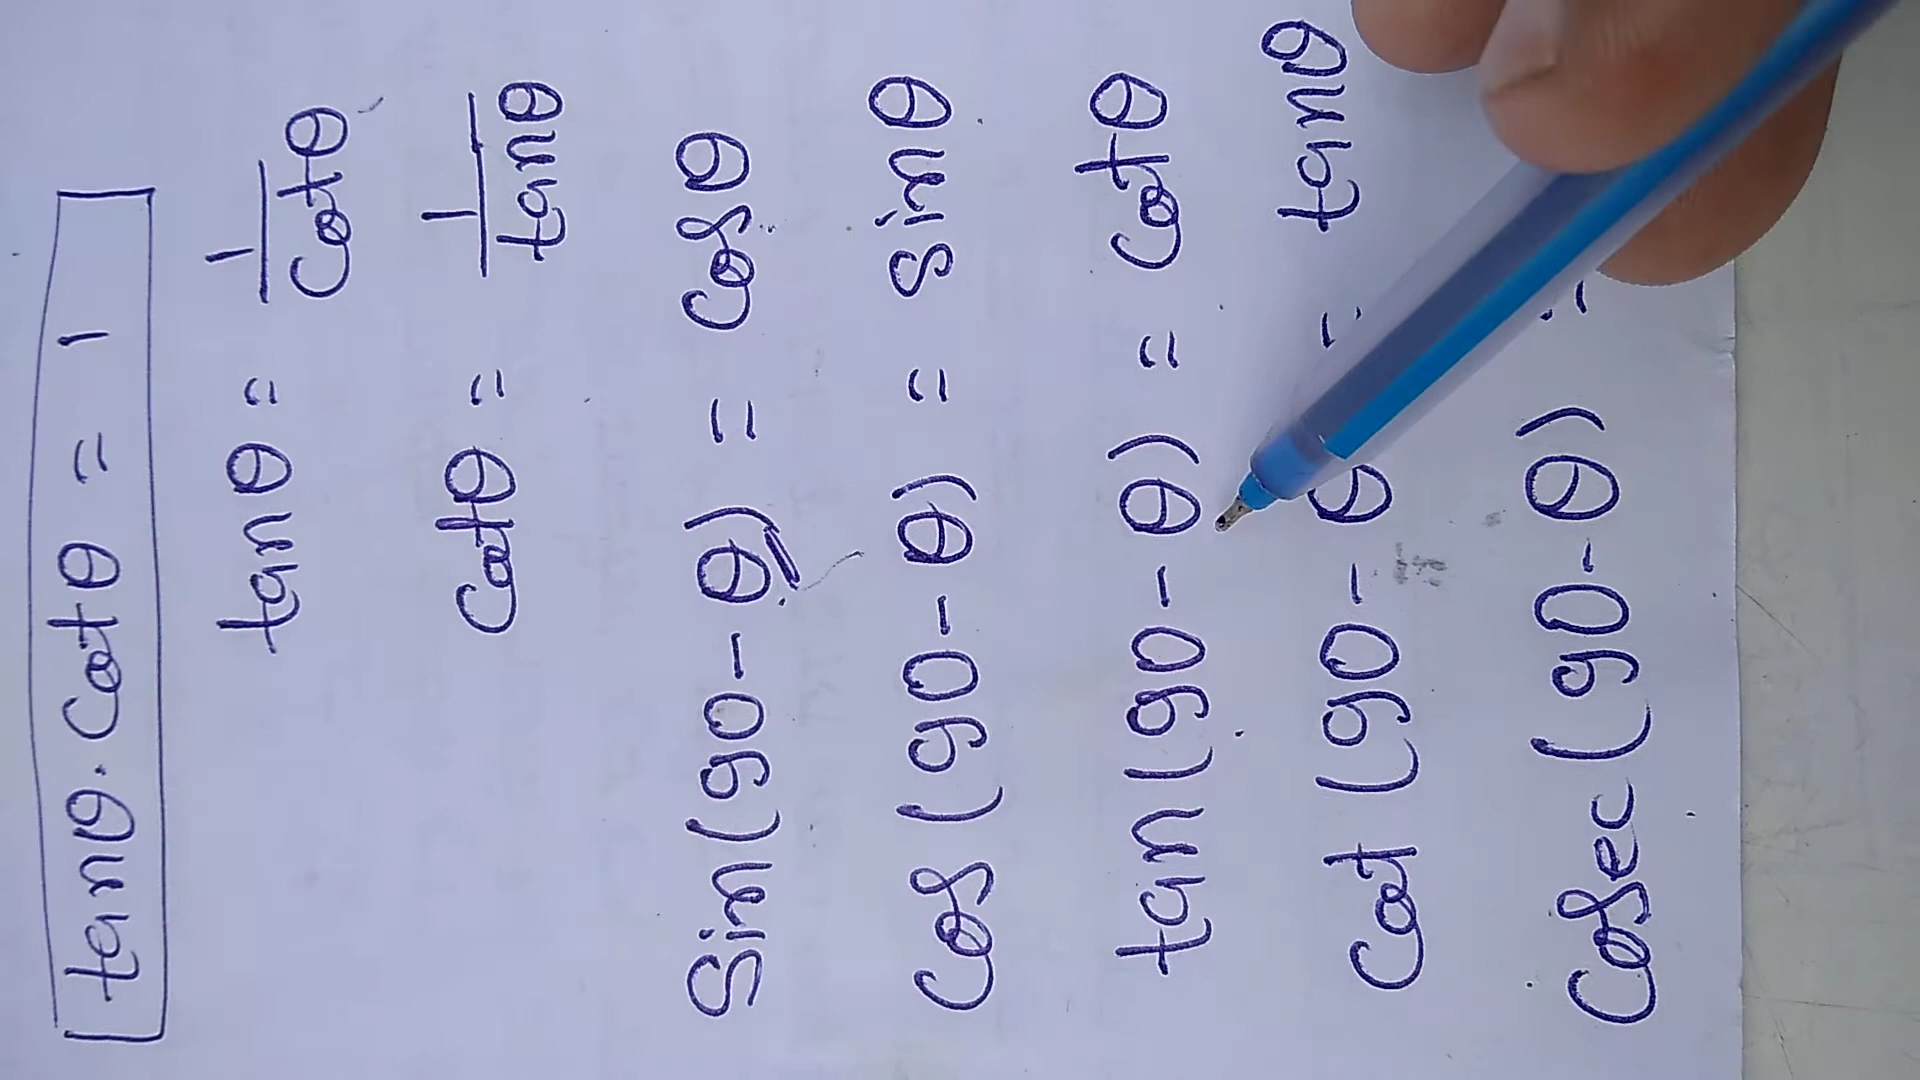 tanθ . Cotθ = 1
tanθ = 1/Cotθ
Cotθ = 1/tanθ
Sin(90-θ) = Cosθ
Cos(90-θ) = Sinθ
tan(90-θ) = Cotθ
Cot(90-θ = tanθ
Cosec(90-θ) =